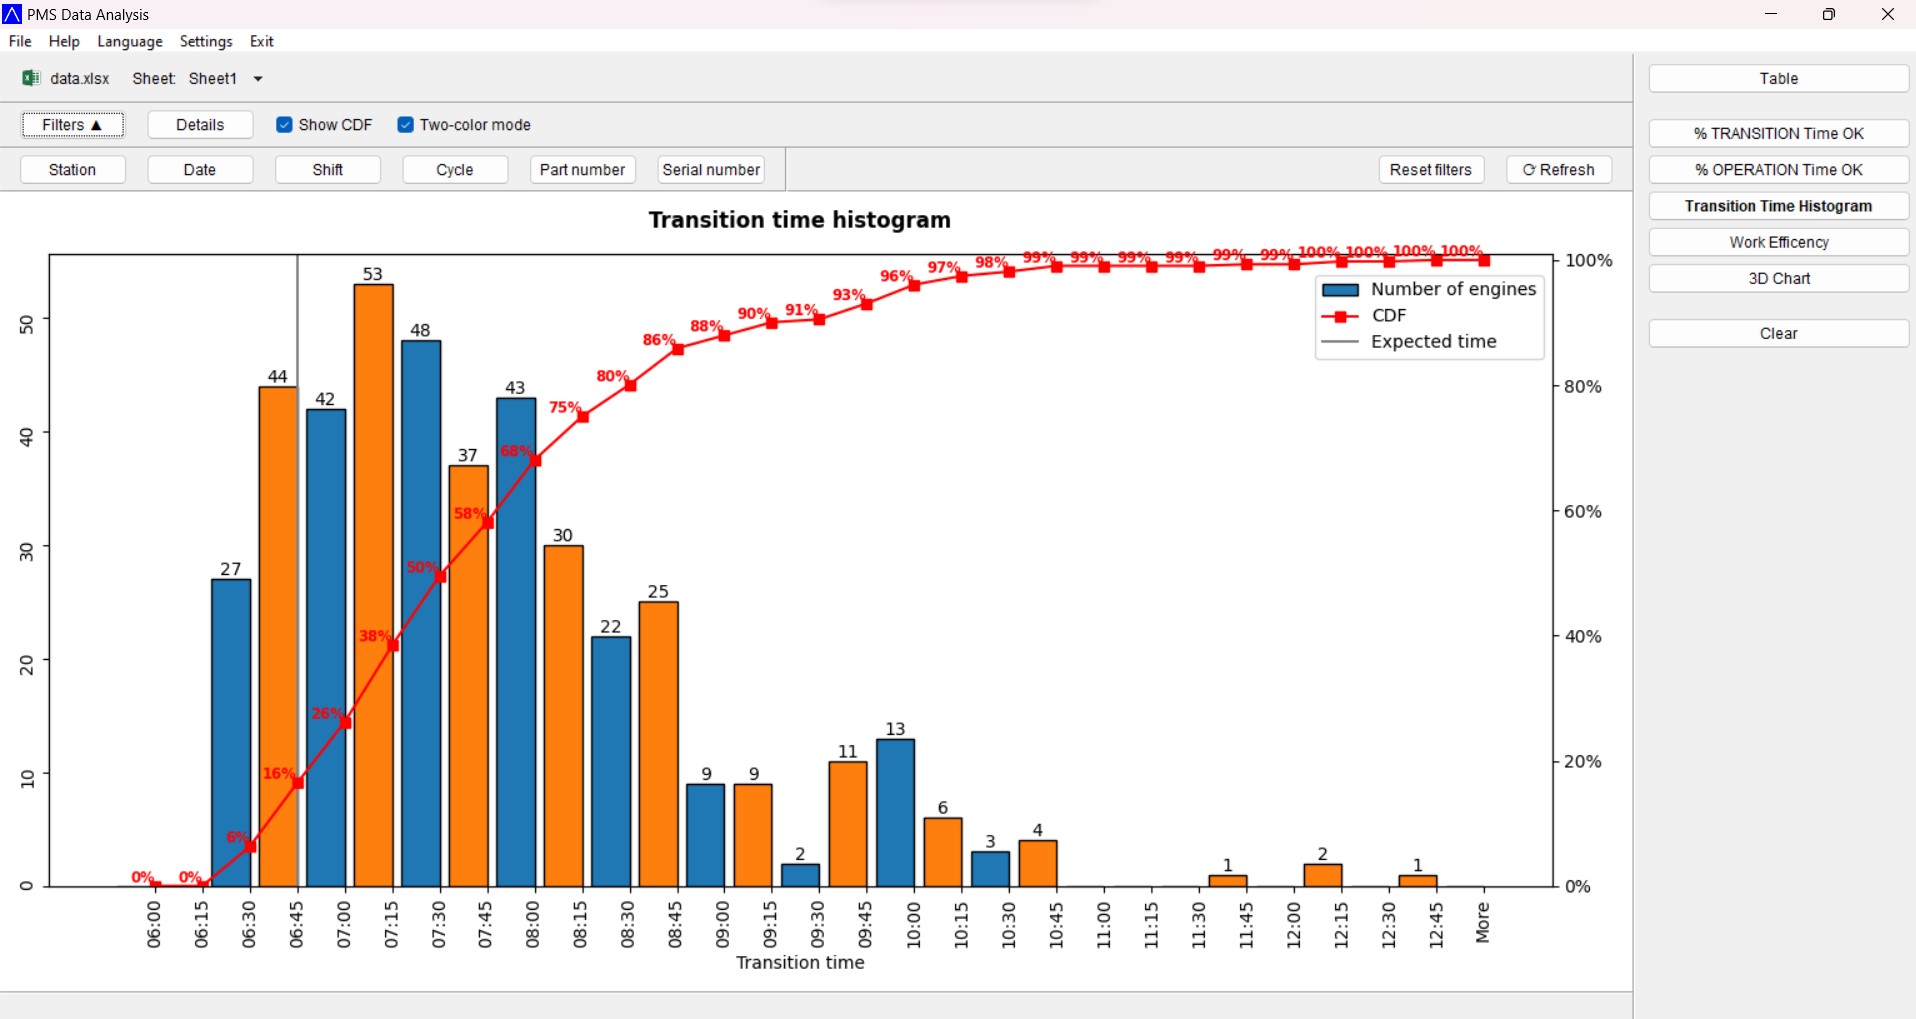 PMS Data Analysis
File Help Language Settings Exit
data.xlsx Sheet: Sheet1
Table
Filters ▲ Details Show CDF Two-color mode
% TRANSITION Time OK
Station Date Shift Cycle Part number Serial number Reset filters Refresh
% OPERATION Time OK
Transition Time Histogram
Work Efficency
3D Chart
Clear
Transition time histogram
27 44 42 53 48 37 43 30 22 25 9 9 2 11 13 6 3 4 1 2 1
0% 0% 6% 16% 26% 38% 50% 58% 68% 75% 80% 86% 88% 90% 91% 93% 96% 97% 98% 99% 99% 99% 99% 99% 99% 100% 100% 100% 100%
Number of engines
CDF
Expected time
50
40
30
20
10
0
100%
80%
60%
40%
20%
0%
06:00 06:15 06:30 06:45 07:00 07:15 07:30 07:45 08:00 08:15 08:30 08:45 09:00 09:15 09:30 09:45 10:00 10:15 10:30 10:45 11:00 11:15 11:30 11:45 12:00 12:15 12:30 12:45 More
Transition time